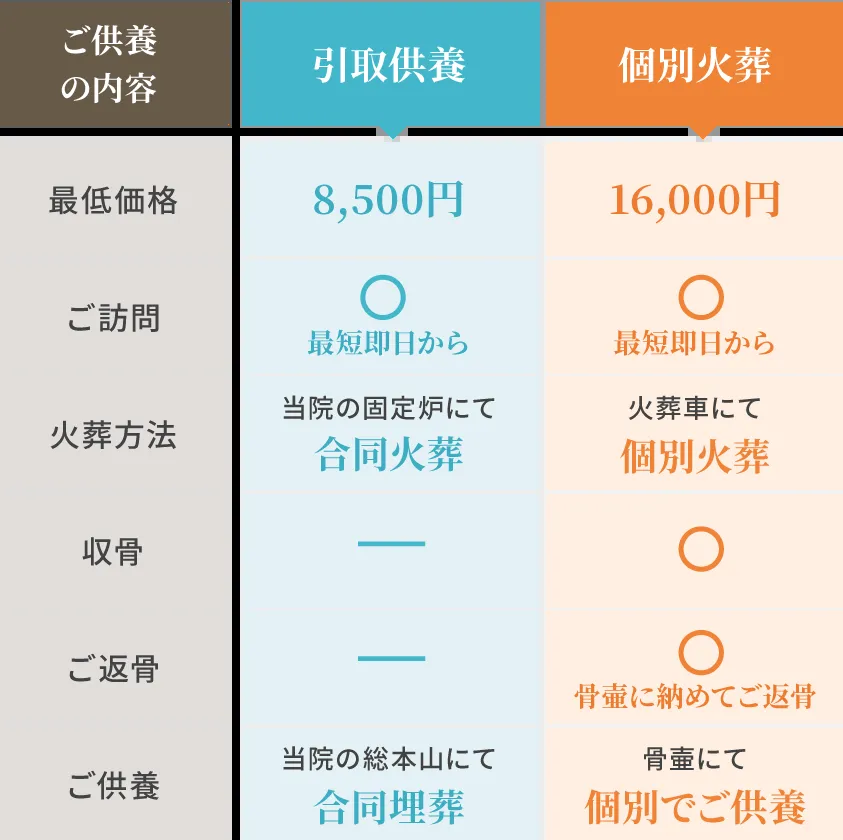 ご供養
の内容
引取供養
個別火葬
最低価格
8,500円
16,000円
ご訪問
〇
最短即日から
〇
最短即日から
火葬方法
当院の固定炉にて
合同火葬
火葬車にて
個別火葬
収骨
—
〇
ご返骨
—
〇
骨壷に納めてご返骨
ご供養
当院の総本山にて
合同埋葬
骨壷にて
個別でご供養